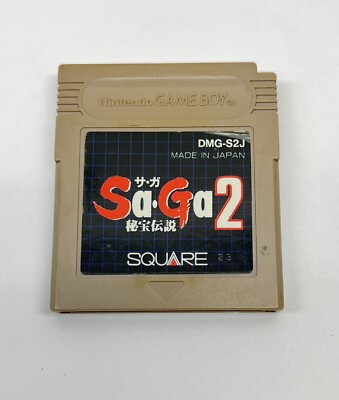 Nintendo GAME BOY
DMG-S2J
MADE IN JAPAN
サ・ガ
Sa・Ga2
秘宝伝説
SQUARE